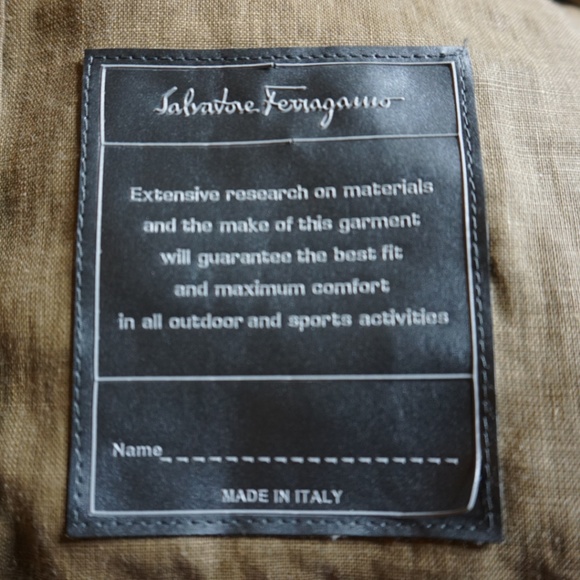 Salvatore Ferragamo
Extensive research on materials
and the make of this garment
will guarantee the best fit
and maximum comfort
in all outdoor and sports activities
Name_ _ _ _ _ _ _ _ _ _ _ _ _ _ _ _ _ _
MADE IN ITALY